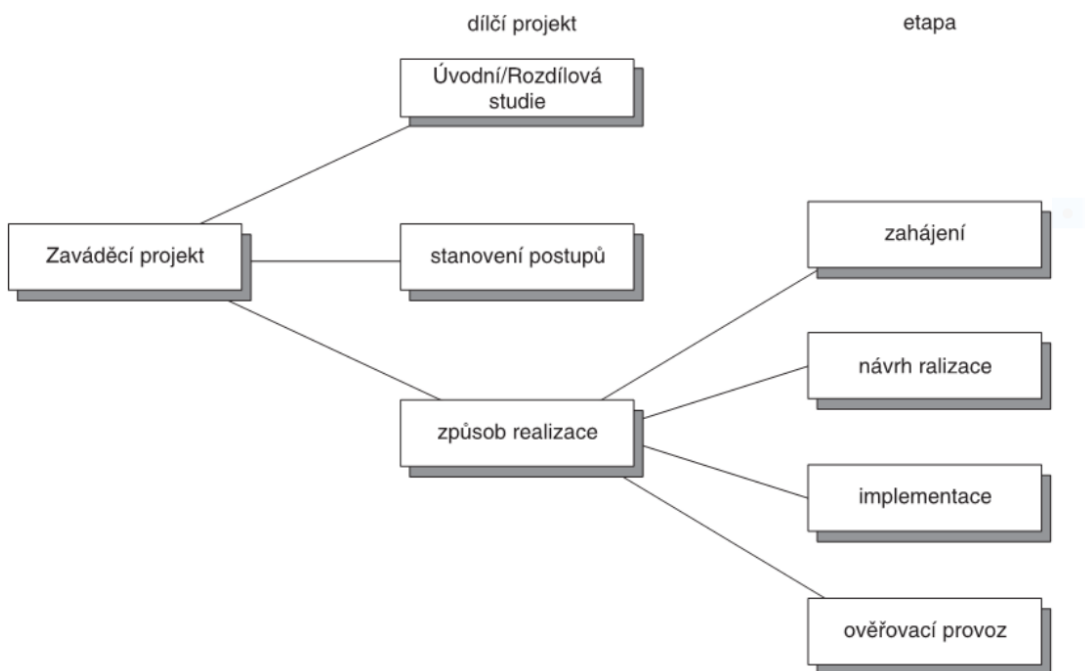 dílčí projekt
etapa
Úvodní/Rozdílová
studie
Zaváděcí projekt
stanovení postupů
zahájení
návrh ralizace
způsob realizace
implementace
ověřovací provoz